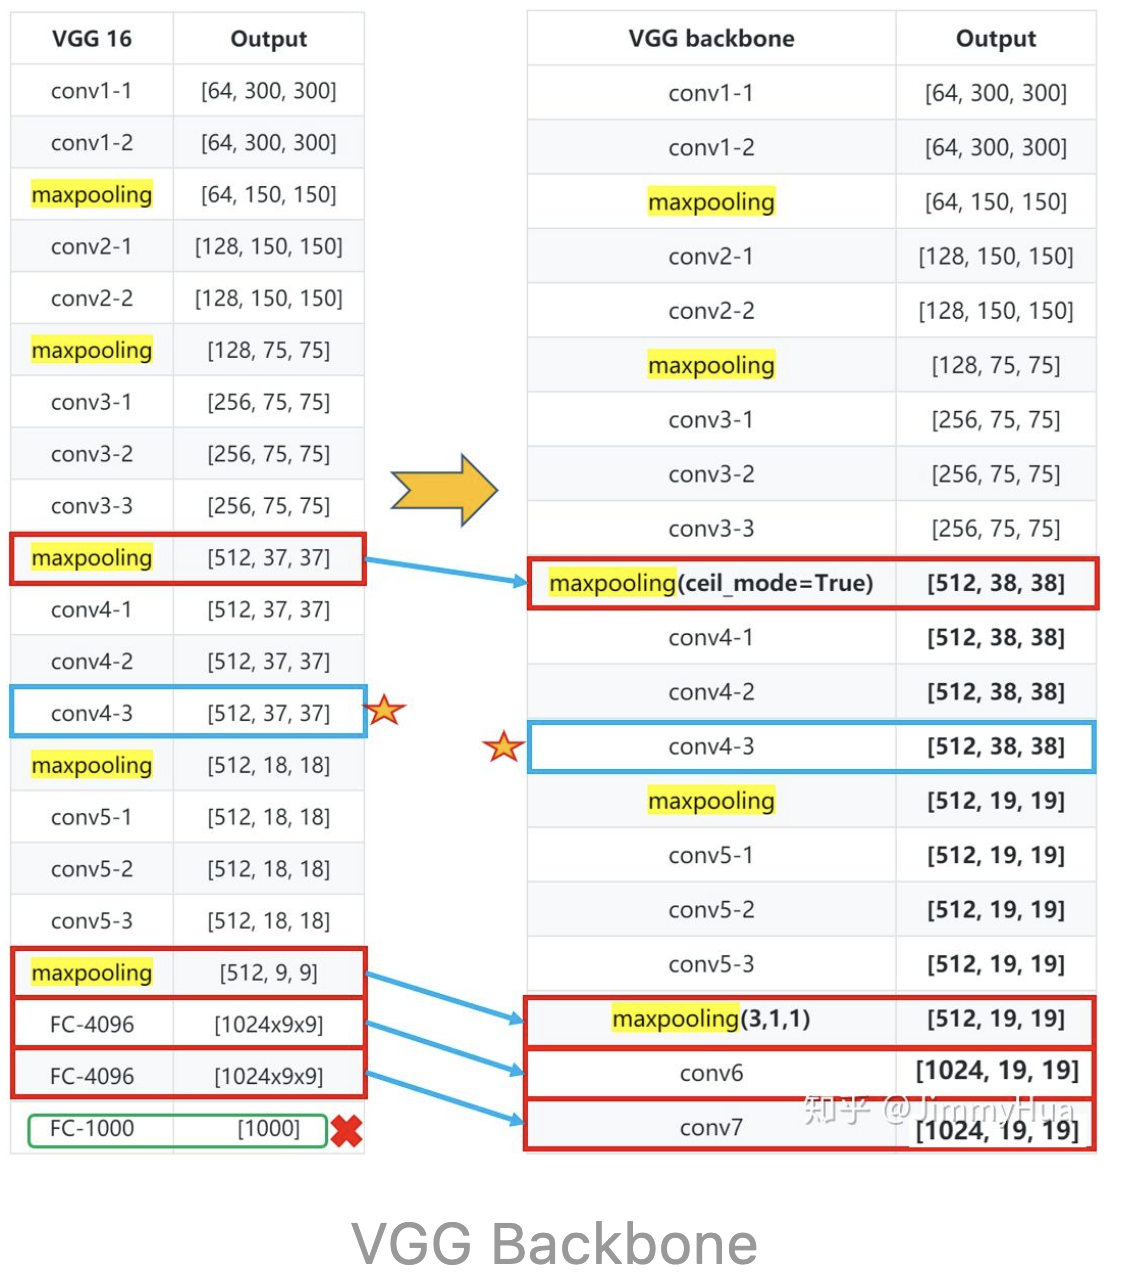 VGG 16 Output
conv1-1 [64, 300, 300]
conv1-2 [64, 300, 300]
maxpooling [64, 150, 150]
conv2-1 [128, 150, 150]
conv2-2 [128, 150, 150]
maxpooling [128, 75, 75]
conv3-1 [256, 75, 75]
conv3-2 [256, 75, 75]
conv3-3 [256, 75, 75]
maxpooling [512, 37, 37]
conv4-1 [512, 37, 37]
conv4-2 [512, 37, 37]
conv4-3 [512, 37, 37]
maxpooling [512, 18, 18]
conv5-1 [512, 18, 18]
conv5-2 [512, 18, 18]
conv5-3 [512, 18, 18]
maxpooling [512, 9, 9]
FC-4096 [1024x9x9]
FC-4096 [1024x9x9]
FC-1000 [1000]
VGG backbone Output
conv1-1 [64, 300, 300]
conv1-2 [64, 300, 300]
maxpooling [64, 150, 150]
conv2-1 [128, 150, 150]
conv2-2 [128, 150, 150]
maxpooling [128, 75, 75]
conv3-1 [256, 75, 75]
conv3-2 [256, 75, 75]
conv3-3 [256, 75, 75]
maxpooling(ceil_mode=True) [512, 38, 38]
conv4-1 [512, 38, 38]
conv4-2 [512, 38, 38]
conv4-3 [512, 38, 38]
maxpooling [512, 19, 19]
conv5-1 [512, 19, 19]
conv5-2 [512, 19, 19]
conv5-3 [512, 19, 19]
maxpooling(3,1,1) [512, 19, 19]
conv6 [1024, 19, 19]
知乎 @JimmyHua
conv7 [1024, 19, 19]
VGG Backbone